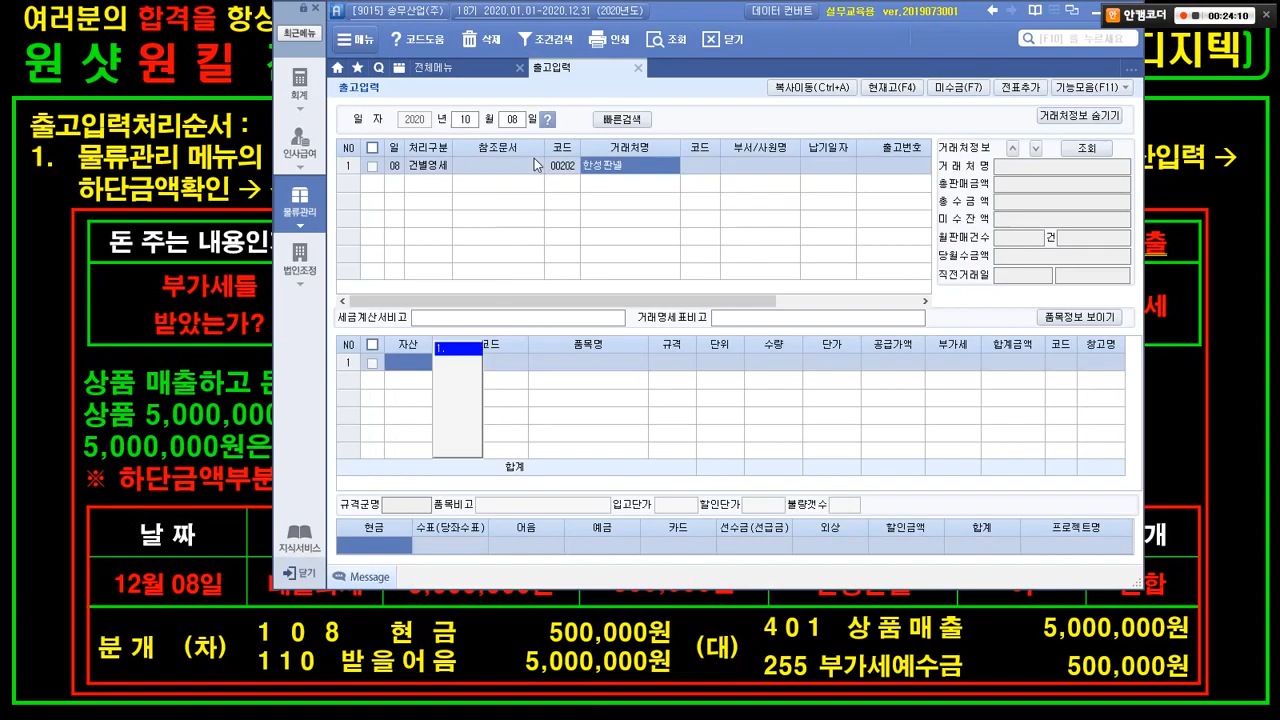 여러분의 합격을 항상
원 샷 원 킬
디지텍)
출고입력처리순서 :
1. 물류관리 메뉴의
입력 →
하단금액확인 →
돈 주는 내용인
출
부가세를
받았는가?
세
상품 매출하고 돈
상품 5,000,000
5,000,000원은
※ 하단금액부분
날 짜
개
12월 08일
분 개 (차) 1 0 8 현 금 500,000원 (대) 4 0 1 상 품 매 출 5,000,000원
1 1 0 받 을 어 음 5,000,000원 255 부가세예수금 500,000원
[9015] 승무산업(주) 18기 2020.01.01~2020.12.31 (2020년도) 데이터 컨버트 실무교육용 ver,2019073001
안캠코더 00:24:10
최근메뉴
메뉴 ? 코드도움 삭제 조건검색 인쇄 조회 닫기
전체메뉴 출고입력
회계
인사급여
물류관리
법인조정
지식서비스
닫기
출고입력 복사이동(Ctrl+A) 현재고(F4) 미수금(F7) 전표추가 기능모음(F11)
일 자 2020 년 10 월 08 일 ? 빠른검색 거래처정보 숨기기
NO 일 처리구분 참조문서 코드 거래처명 코드 부서/사원명 납기일자 출고번호
1 08 건별영세 00202 한성판넬
거래처정보 조회
거 래 처 명
총판매금액
총 수 금 액
미 수 잔 액
월판매건수 건
당월수금액
직전거래일
세금계산서비고 거래명세표비고 품목정보 보이기
NO 자산 코드 품목명 규격 단위 수량 단가 공급가액 부가세 합계금액 코드 창고명
1 1.
합계
규격군명 품목비고 입고단가 할인단가 불량갯수
현금 수표(당좌수표) 어음 예금 카드 선수금(선급금) 외상 할인금액 합계 프로젝트명
Message